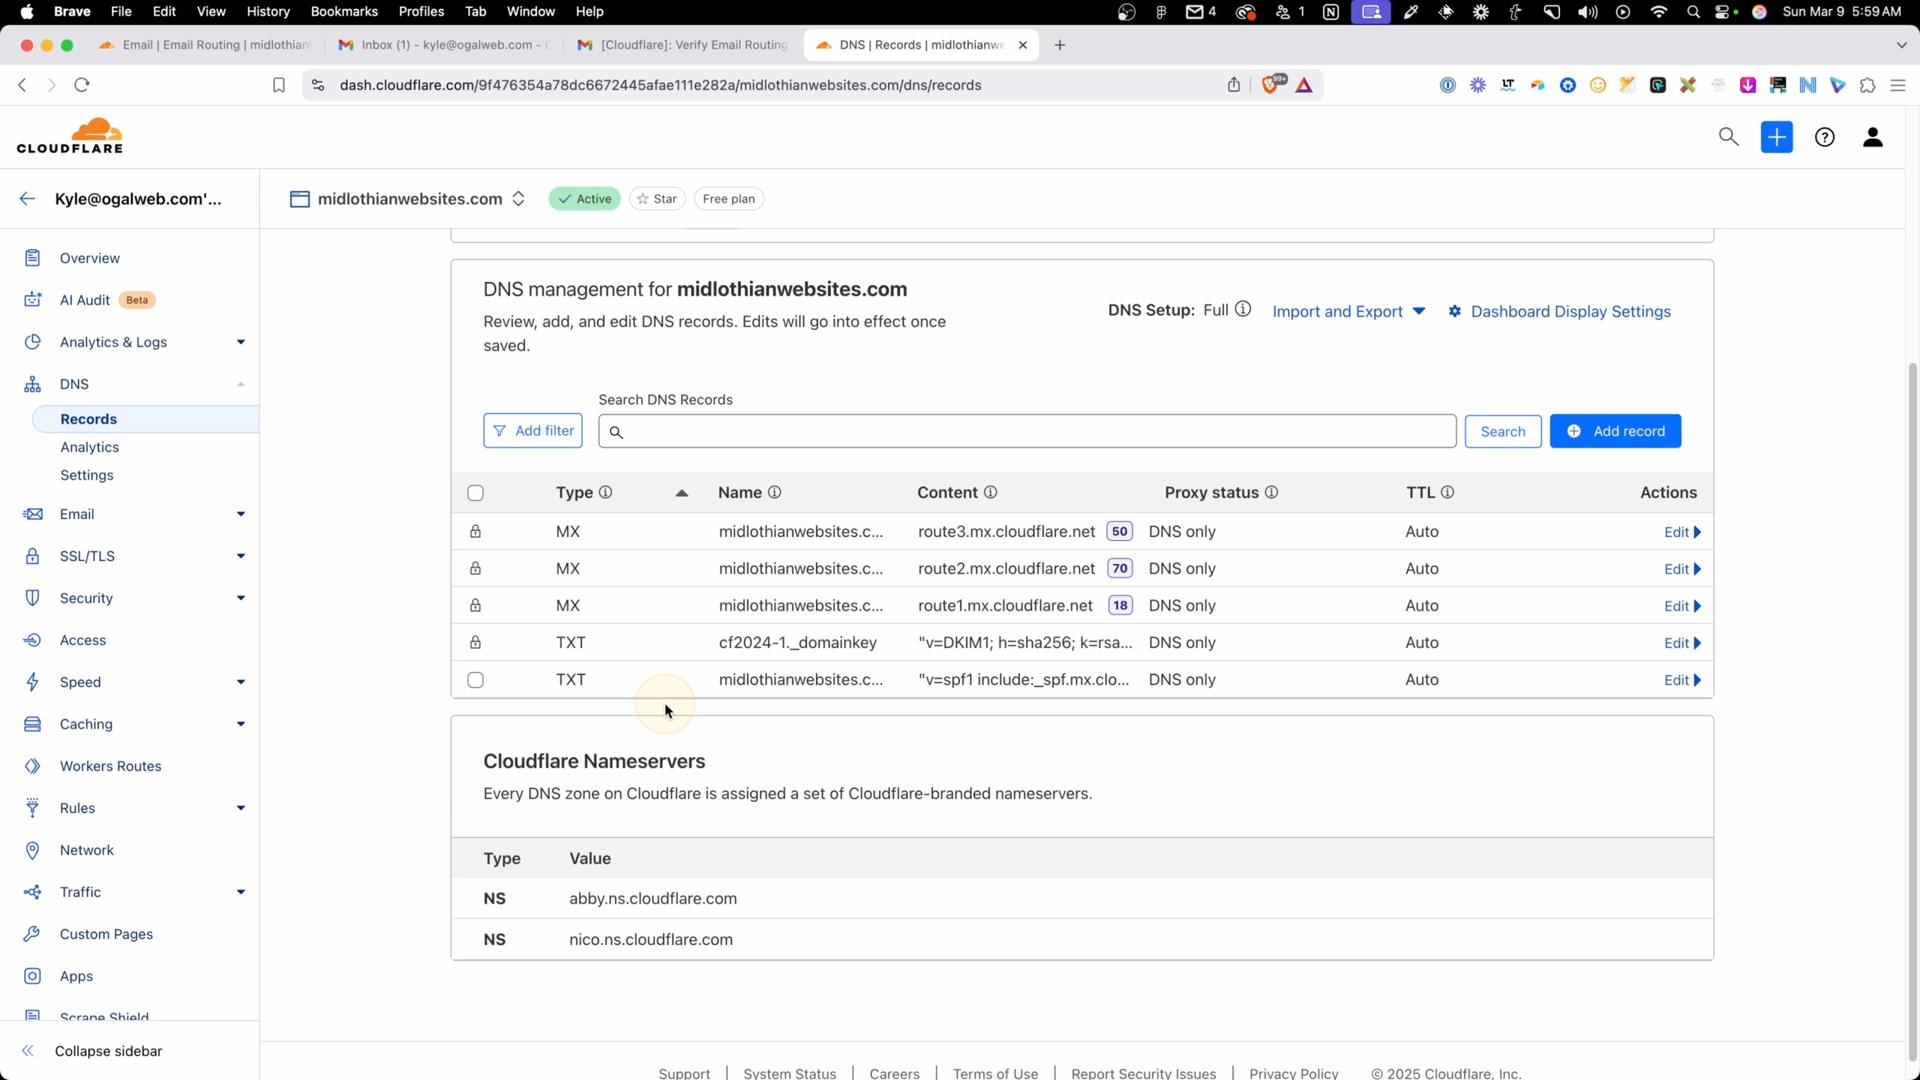 Brave File Edit View History Bookmarks Profiles Tab Window Help 4 1 Sun Mar 9 5:59 AM
Email | Email Routing | midlothian Inbox (1) - kyle@ogalweb.com - [Cloudflare]: Verify Email Routing DNS | Records | midlothianwe
dash.cloudflare.com/9f476354a78dc6672445afae111e282a/midlothianwebsites.com/dns/records 99+ LT
CLOUDFLARE
Kyle@ogalweb.com'...
midlothianwebsites.com Active Star Free plan
Overview
AI Audit Beta
Analytics & Logs
DNS
Records
Analytics
Settings
Email
SSL/TLS
Security
Access
Speed
Caching
Workers Routes
Rules
Network
Traffic
Custom Pages
Apps
Scrape Shield
Collapse sidebar
DNS management for midlothianwebsites.com
Review, add, and edit DNS records. Edits will go into effect once
saved.
DNS Setup: Full Import and Export Dashboard Display Settings
Search DNS Records
Add filter Search Add record
Type Name Content Proxy status TTL Actions
MX midlothianwebsites.c... route3.mx.cloudflare.net 50 DNS only Auto Edit
MX midlothianwebsites.c... route2.mx.cloudflare.net 70 DNS only Auto Edit
MX midlothianwebsites.c... route1.mx.cloudflare.net 18 DNS only Auto Edit
TXT cf2024-1._domainkey "v=DKIM1; h=sha256; k=rsa... DNS only Auto Edit
TXT midlothianwebsites.c... "v=spf1 include:_spf.mx.clo... DNS only Auto Edit
Cloudflare Nameservers
Every DNS zone on Cloudflare is assigned a set of Cloudflare-branded nameservers.
Type Value
NS abby.ns.cloudflare.com
NS nico.ns.cloudflare.com
Support | System Status | Careers | Terms of Use | Report Security Issues | Privacy Policy © 2025 Cloudflare, Inc.